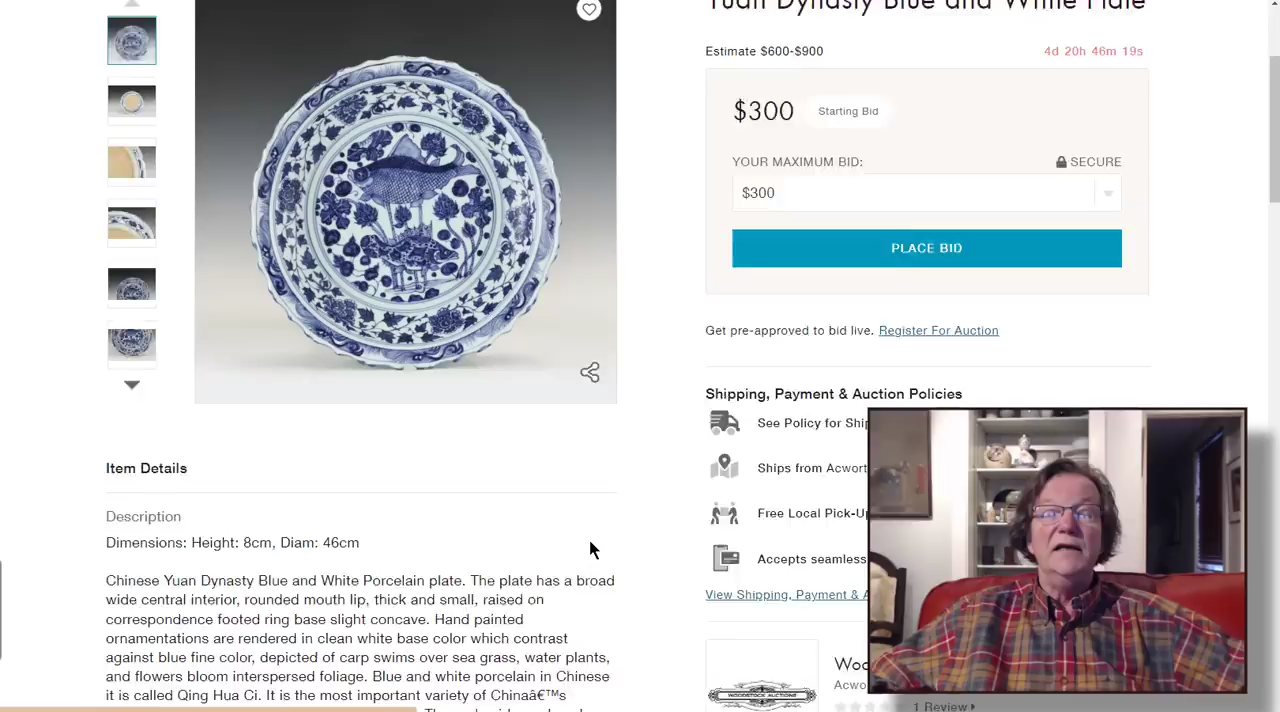 Yuan Dynasty Blue and White Plate
Estimate $600-$900
4d 20h 46m 19s
$300
Starting Bid
YOUR MAXIMUM BID:
SECURE
$300
PLACE BID
Get pre-approved to bid live. Register For Auction
Shipping, Payment & Auction Policies
See Policy for Ship
Ships from Acwort
Free Local Pick-Up
Accepts seamless
View Shipping, Payment & A
Woo
Acwo
WOODSTOCK AUCTIONS
1 Review
Item Details
Description
Dimensions: Height: 8cm, Diam: 46cm
Chinese Yuan Dynasty Blue and White Porcelain plate. The plate has a broad
wide central interior, rounded mouth lip, thick and small, raised on
correspondence footed ring base slight concave. Hand painted
ornamentations are rendered in clean white base color which contrast
against blue fine color, depicted of carp swims over sea grass, water plants,
and flowers bloom interspersed foliage. Blue and white porcelain in Chinese
it is called Qing Hua Ci. It is the most important variety of Chinaâ€™s